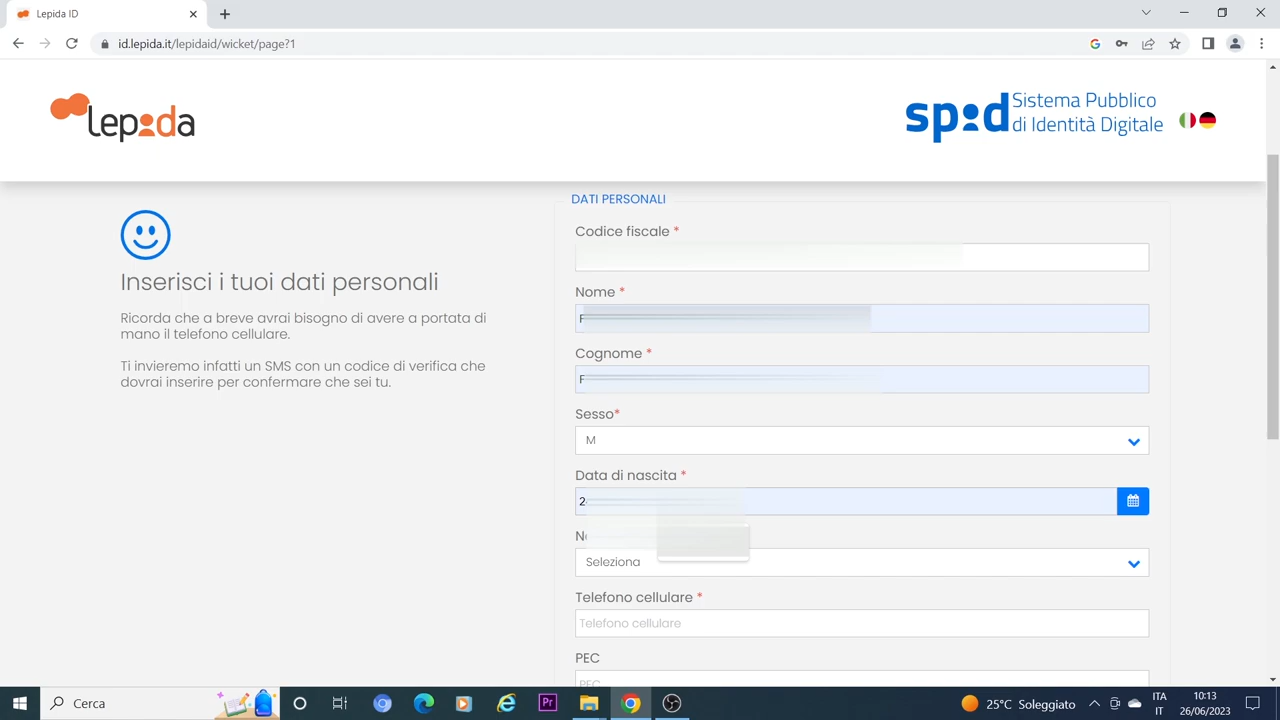 Lepida ID
id.lepida.it/lepidaid/wicket/page?1
lepida
spid Sistema Pubblico
di Identità Digitale
DATI PERSONALI
Inserisci i tuoi dati personali
Ricorda che a breve avrai bisogno di avere a portata di
mano il telefono cellulare.
Ti invieremo infatti un SMS con un codice di verifica che
dovrai inserire per confermare che sei tu.
Codice fiscale *
Nome *
F
Cognome *
F
Sesso*
M
Data di nascita *
2
Seleziona
Telefono cellulare *
Telefono cellulare
PEC
PEC
Cerca
Pr
25°C Soleggiato
ITA
IT
10:13
26/06/2023